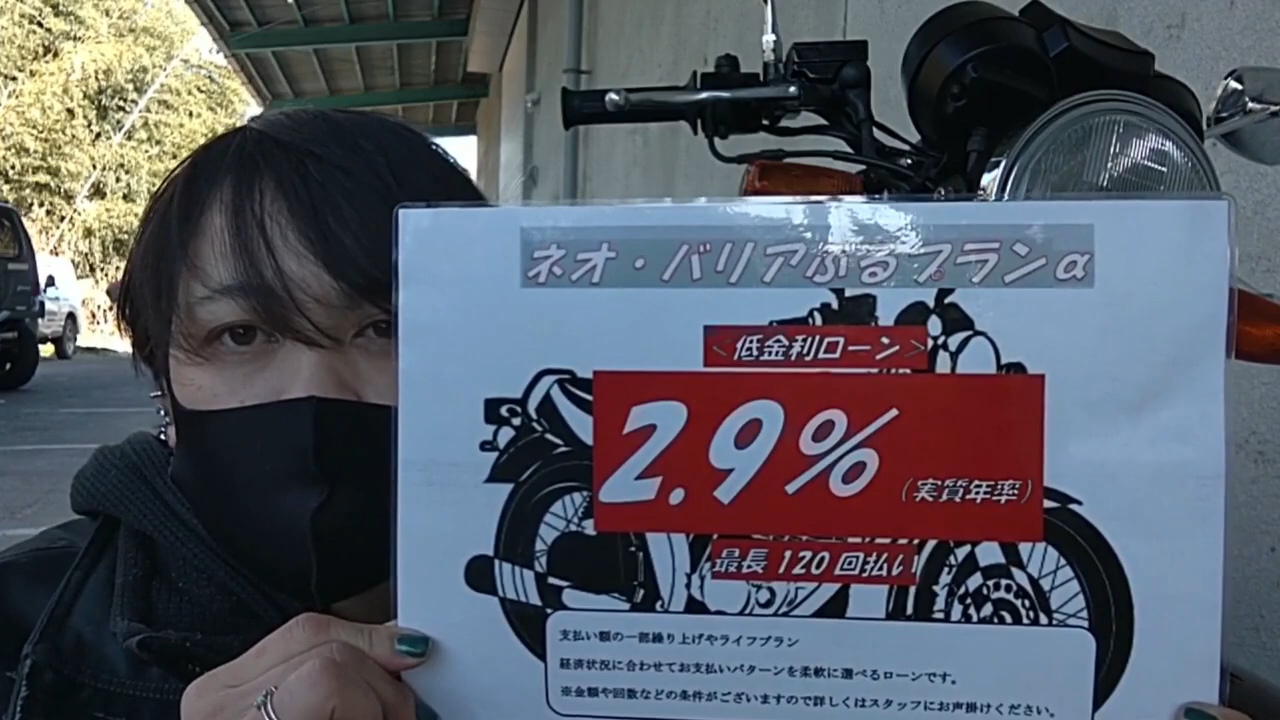 ネオ・バリアぶるプランα
<低金利ローン>
2.9%（実質年率）
最長120回払い
支払い額の一部繰り上げやライフプラン
経済状況に合わせてお支払いパターンを柔軟に選べるローンです。
※金額や回数などの条件がございますので詳しくはスタッフにお声掛けください。